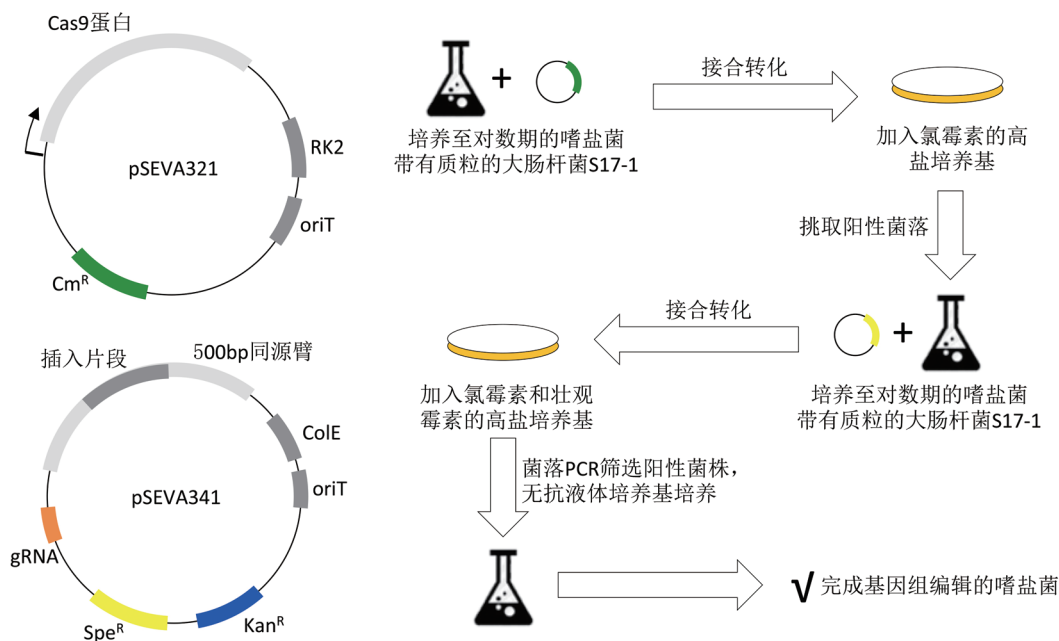 Cas9蛋白
pSEVA321
RK2
oriT
Cm^R
+
培养至对数期的嗜盐菌
带有质粒的大肠杆菌S17-1
接合转化
加入氯霉素的高
盐培养基
挑取阳性菌落
+
培养至对数期的嗜盐菌
带有质粒的大肠杆菌S17-1
接合转化
加入氯霉素和壮观
霉素的高盐培养基
菌落PCR筛选阳性菌株，
无抗液体培养基培养
√ 完成基因组编辑的嗜盐菌
插入片段
500bp同源臂
ColE
oriT
pSEVA341
gRNA
Spe^R
Kan^R